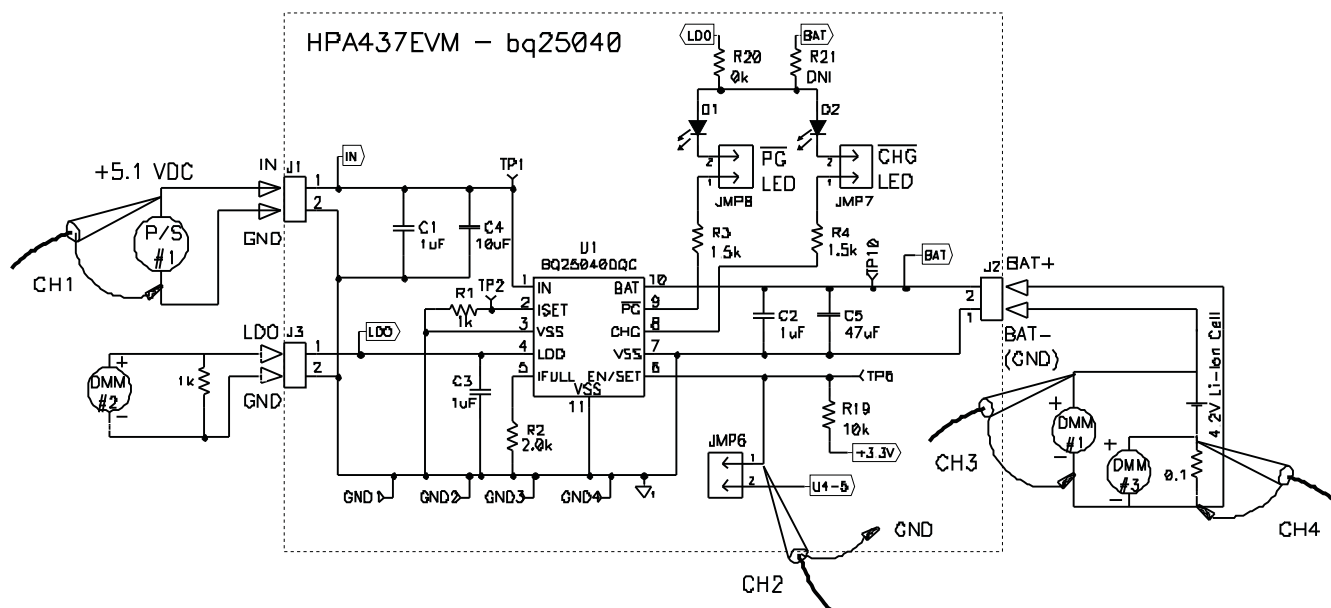 HPA437EVM - bq25040
LDO
BAT
R20
0k
R21
DNI
D1
D2
2
1
PG
LED
JMP8
2
1
CHG
LED
JMP7
+5.1 VDC
IN
J1
1
2
IN
TP1
GND
P/S
#1
CH1
C1
1uF
C4
10uF
R3
1.5k
R4
1.5k
U1
BQ25040DQC
1
IN
2
ISET
3
VSS
4
LDO
5
IFULL
BAT
10
PG
9
CHG
8
VSS
7
EN/SET
6
VSS
11
R1
1k
TP2
TP10
BAT
J2
2
1
BAT+
BAT-
(GND)
C2
1uF
C5
47uF
LDO
J3
1
2
LDO
GND
+
DMM
#2
-
1k
C3
1uF
R2
2.0k
TP6
R19
10k
+3.3V
JMP6
1
2
U4-5
GND1
GND2
GND3
GND4
1
GND
CH2
4.2V Li-Ion Cell
CH3
+
DMM
#1
-
+
DMM
#3
-
0.1
CH4